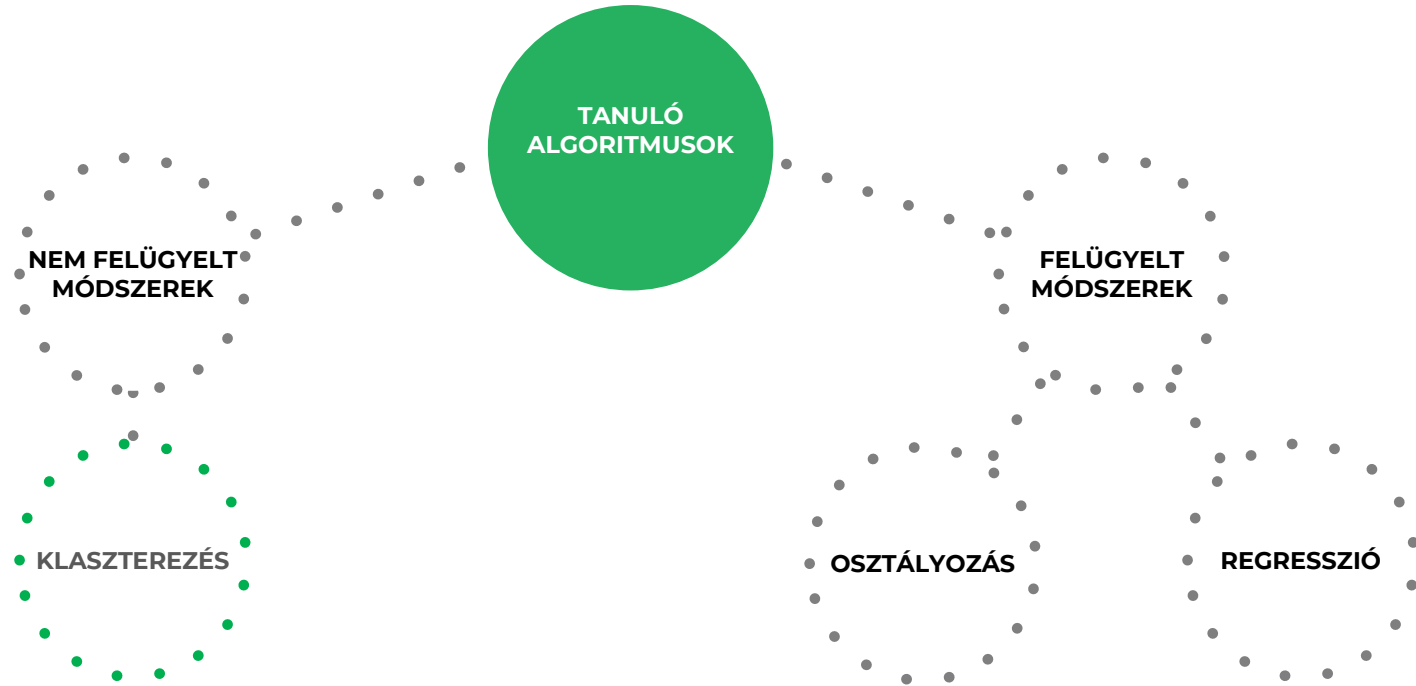 TANULÓ
ALGORITMUSOK
NEM FELÜGYELT
MÓDSZEREK
FELÜGYELT
MÓDSZEREK
KLASZTEREZÉS
OSZTÁLYOZÁS
REGRESSZIÓ